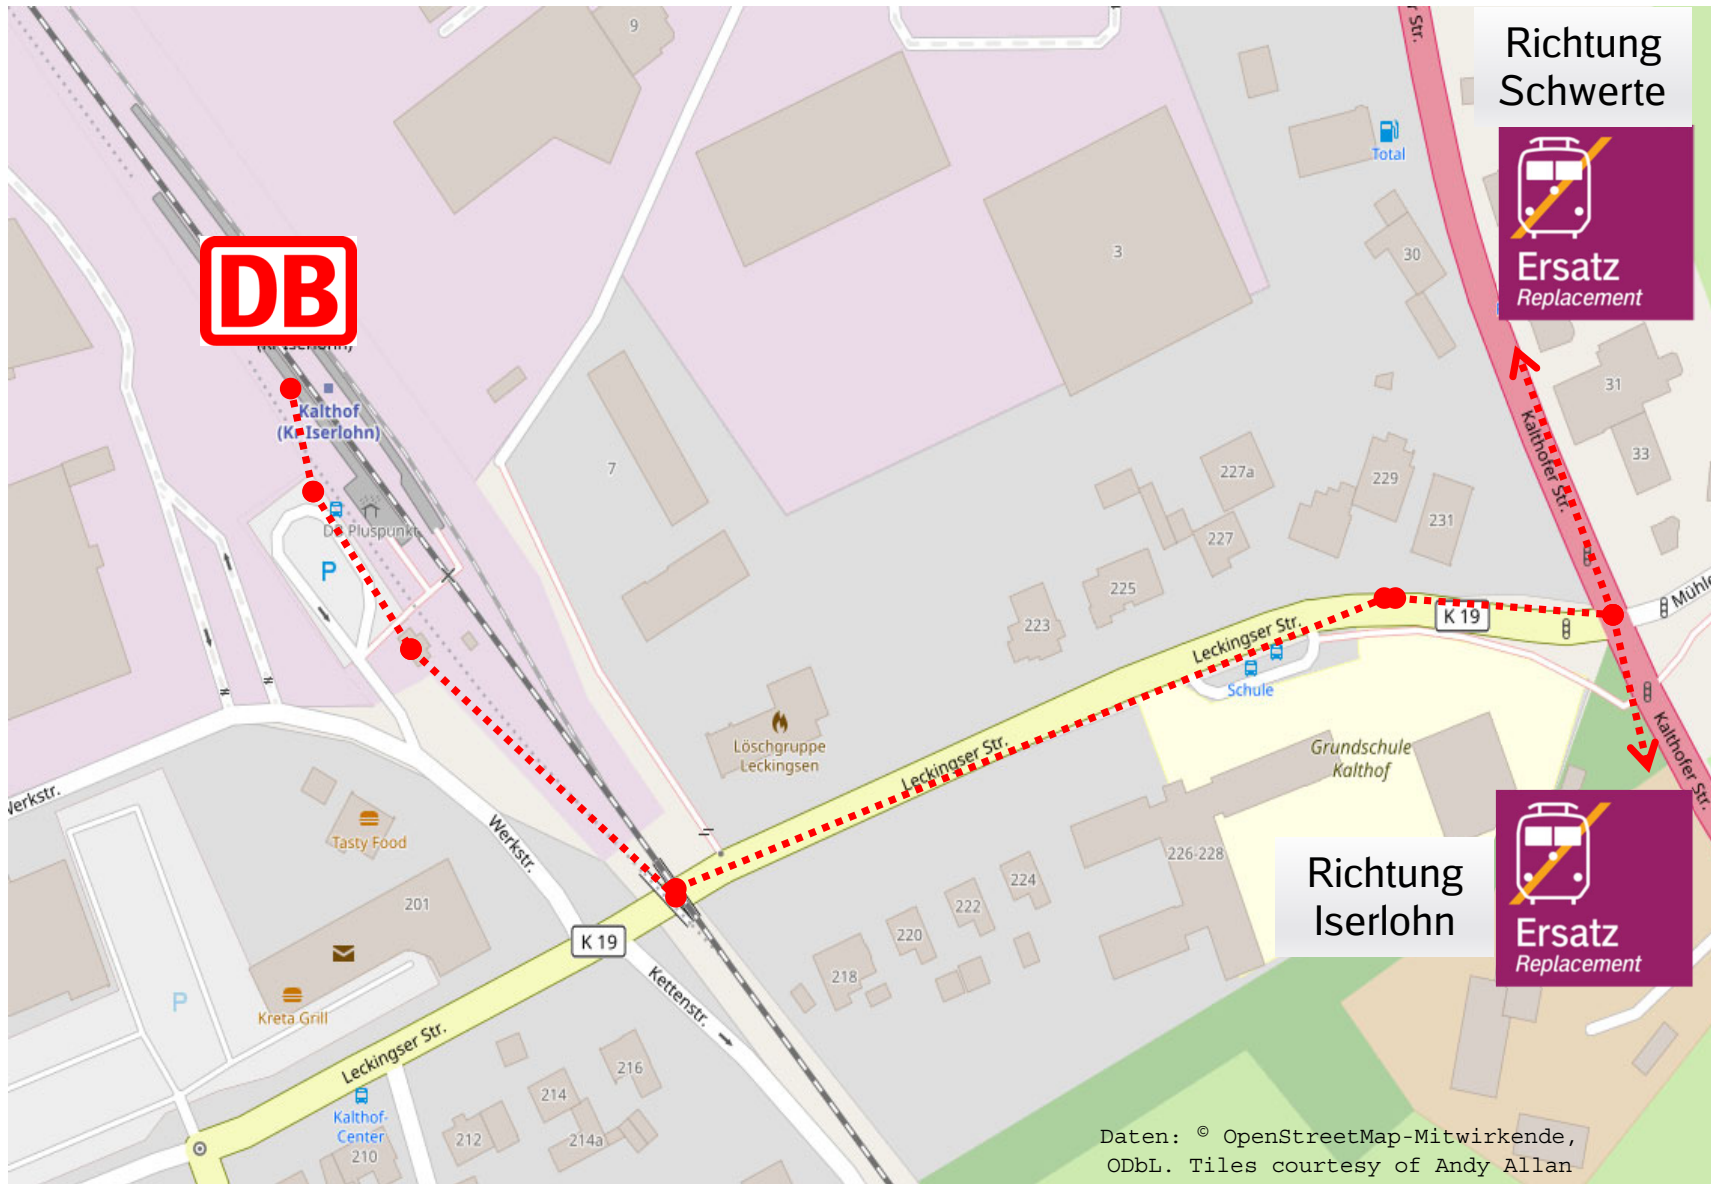 Richtung
Schwerte
Ersatz
Replacement
r Str.
9
Total
3
30
DB
Kalthof
(Kr Iserlohn)
31
33
Kalthofer Str.
7
227a
229
231
227
225
223
DB Pluspunkt
P
K 19
Mühle
Leckingser Str.
Schule
Kalthofer Str.
Grundschule
Kalthof
Löschgruppe
Leckingsen
Leckingser Str.
Werkstr.
Tasty Food
Werkstr.
226-228
224
222
220
218
201
K 19
Richtung
Iserlohn
Ersatz
Replacement
P
Kreta Grill
Kettenstr.
Leckingser Str.
216
214
214a
212
Kalthof-
Center
210
Daten: © OpenStreetMap-Mitwirkende,
ODbL. Tiles courtesy of Andy Allan